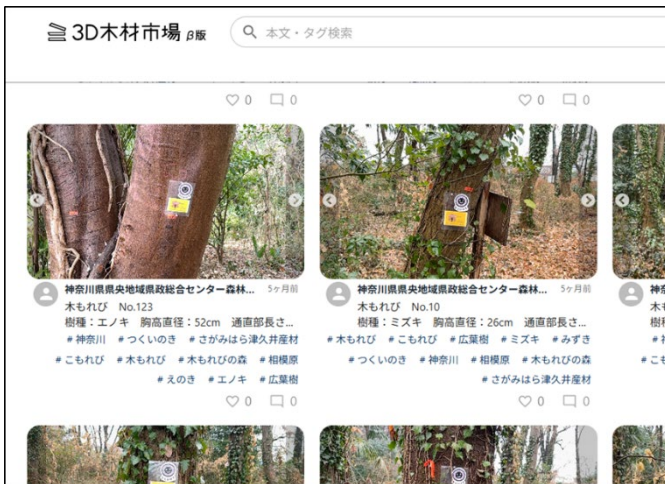 3D木材市場 β版
本文・タグ検索
0 0
0 0
神奈川県県央地域県政総合センター森林... 5ヶ月前
木もれび No.123
樹種：エノキ 胸高直径：52cm 通直部長さ...
# 神奈川 # つくいのき # さがみはら津久井産材
# こもれび # 木もれび # 木もれびの森 # 相模原
# えのき # エノキ # 広葉樹
0 0
神奈川県県央地域県政総合センター森林... 5ヶ月前
木もれび No.10
樹種：ミズキ 胸高直径：26cm 通直部長さ...
# 木もれび # こもれび # 広葉樹 # ミズキ # みずき
# つくいのき # 神奈川 # 相模原 # 木もれびの森
# さがみはら津久井産材
0 0